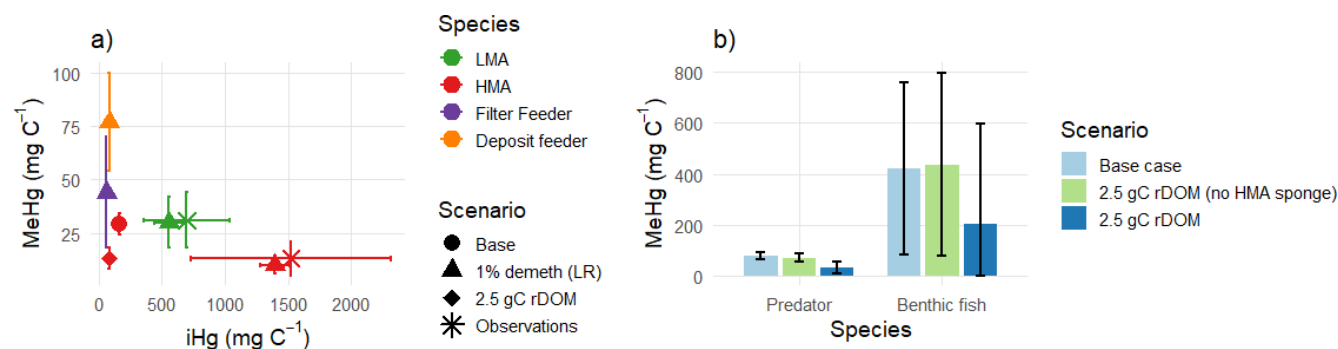 a)
MeHg (mg C⁻¹)
100
75
50
25
0
500
1000
1500
2000
iHg (mg C⁻¹)
Species
LMA
HMA
Filter Feeder
Deposit feeder
Scenario
Base
1% demeth (LR)
2.5 gC rDOM
Observations
b)
MeHg (mg C⁻¹)
800
600
400
200
0
Predator
Benthic fish
Species
Scenario
Base case
2.5 gC rDOM (no HMA sponge)
2.5 gC rDOM